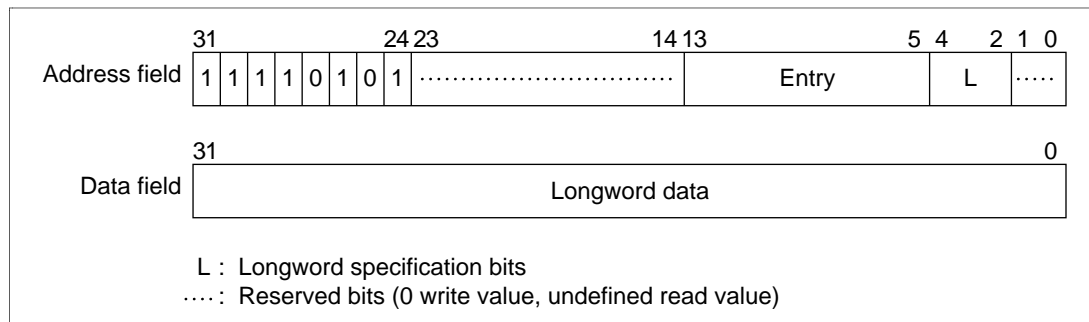 31 24 23 14 13 5 4 2 1 0
Address field 1 1 1 1 0 1 0 1 .............................. Entry L .....
31 0
Data field Longword data
L : Longword specification bits
.... : Reserved bits (0 write value, undefined read value)